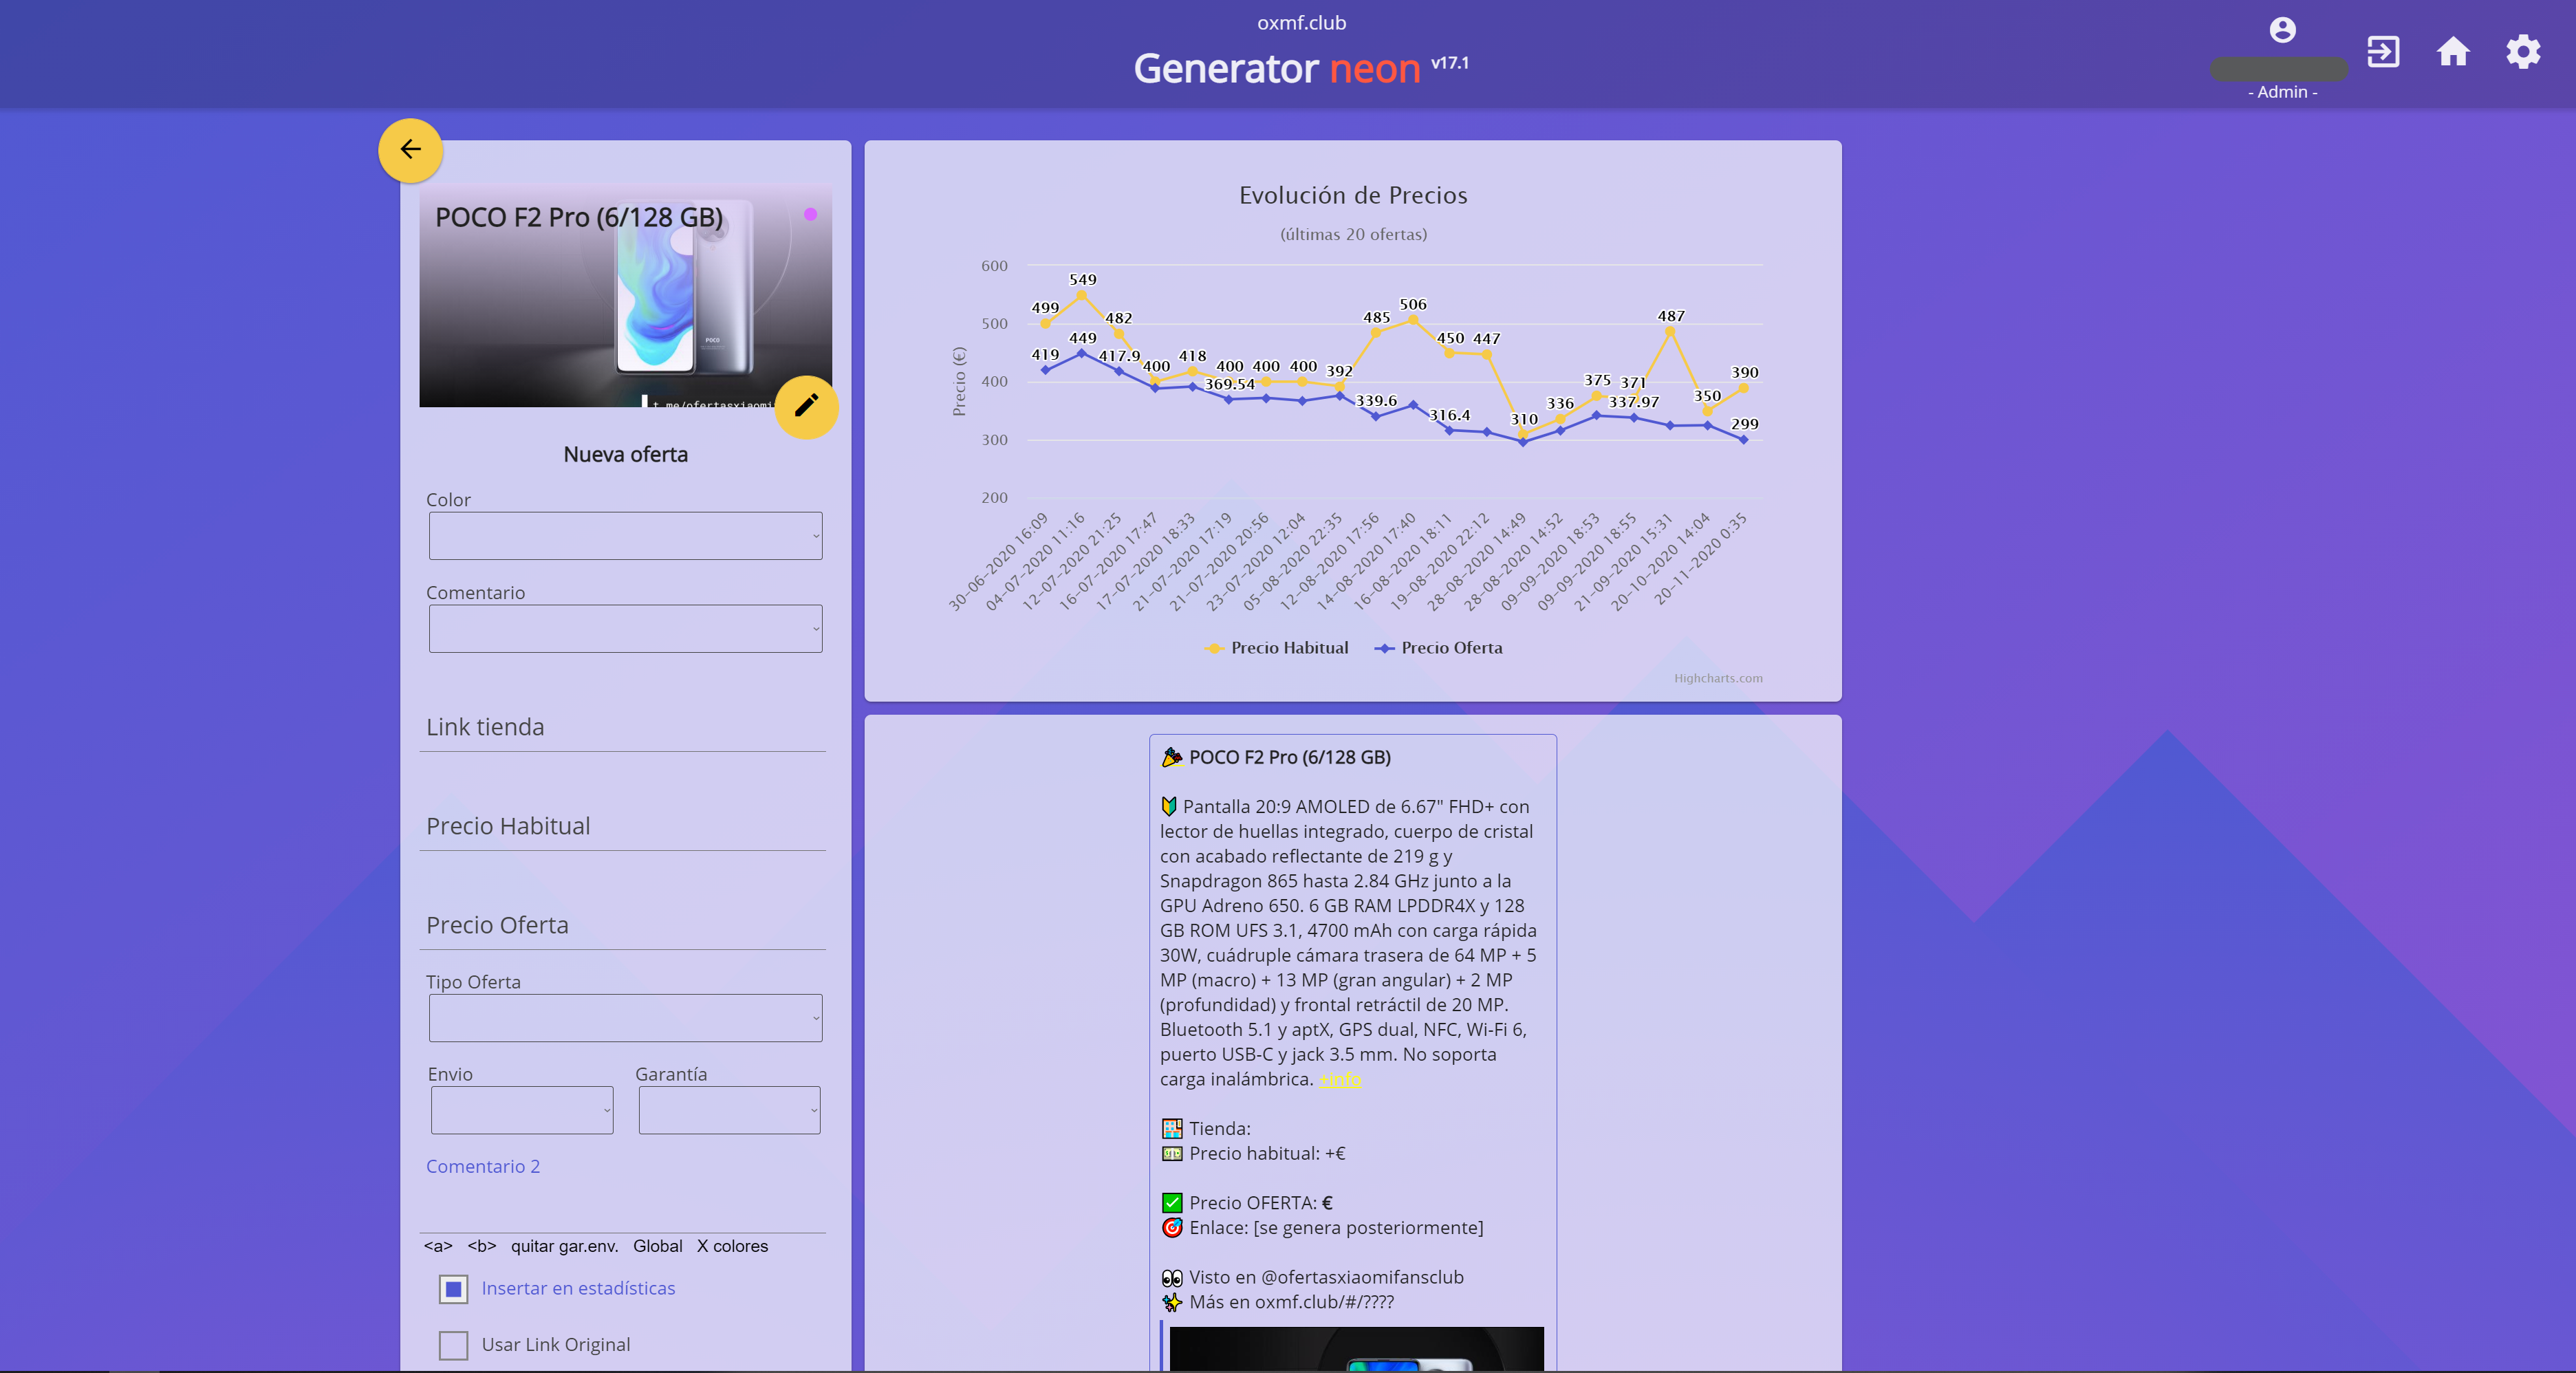 oxmf.club
Generator neon v17.1
- Admin -
POCO F2 Pro (6/128 GB)
POCO
Nueva oferta
Color
Comentario
Link tienda
Precio Habitual
Precio Oferta
Tipo Oferta
Envio Garantía
Comentario 2
<a> <b> quitar gar.env. Global X colores
Insertar en estadísticas
Usar Link Original
Evolución de Precios
(últimas 20 ofertas)
Precio (€)
600
500
400
300
200
499 549 482 400 418 400 400 400 392 485 506 450 447 310 336 375 371 487 350 390
419 449 417.9 369.54 339.6 316.4 337.97 299
30-06-2020 16:09
04-07-2020 11:16
12-07-2020 21:25
16-07-2020 17:47
17-07-2020 18:33
21-07-2020 17:19
21-07-2020 20:56
23-07-2020 12:04
05-08-2020 22:35
12-08-2020 17:56
14-08-2020 17:40
16-08-2020 18:11
19-08-2020 22:12
28-08-2020 14:49
28-08-2020 14:52
09-09-2020 18:53
09-09-2020 18:55
21-09-2020 15:31
20-10-2020 14:04
20-11-2020 0:35
Precio Habitual Precio Oferta
Highcharts.com
POCO F2 Pro (6/128 GB)
Pantalla 20:9 AMOLED de 6.67" FHD+ con
lector de huellas integrado, cuerpo de cristal
con acabado reflectante de 219 g y
Snapdragon 865 hasta 2.84 GHz junto a la
GPU Adreno 650. 6 GB RAM LPDDR4X y 128
GB ROM UFS 3.1, 4700 mAh con carga rápida
30W, cuádruple cámara trasera de 64 MP + 5
MP (macro) + 13 MP (gran angular) + 2 MP
(profundidad) y frontal retráctil de 20 MP.
Bluetooth 5.1 y aptX, GPS dual, NFC, Wi-Fi 6,
puerto USB-C y jack 3.5 mm. No soporta
carga inalámbrica. +info
Tienda:
Precio habitual: +€
Precio OFERTA: €
Enlace: [se genera posteriormente]
Visto en @ofertasxiaomifansclub
Más en oxmf.club/#/????